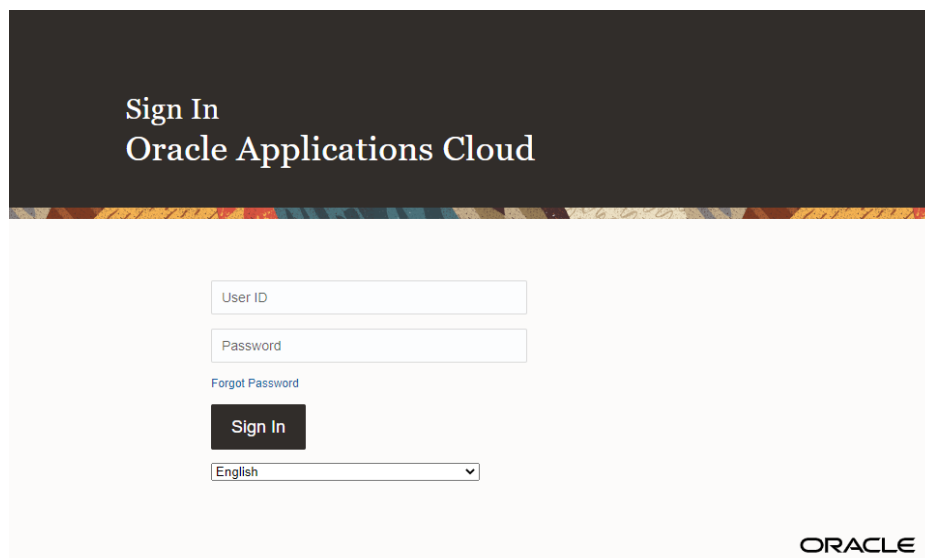 Sign In
Oracle Applications Cloud
User ID
Password
Forgot Password
Sign In
English
ORACLE